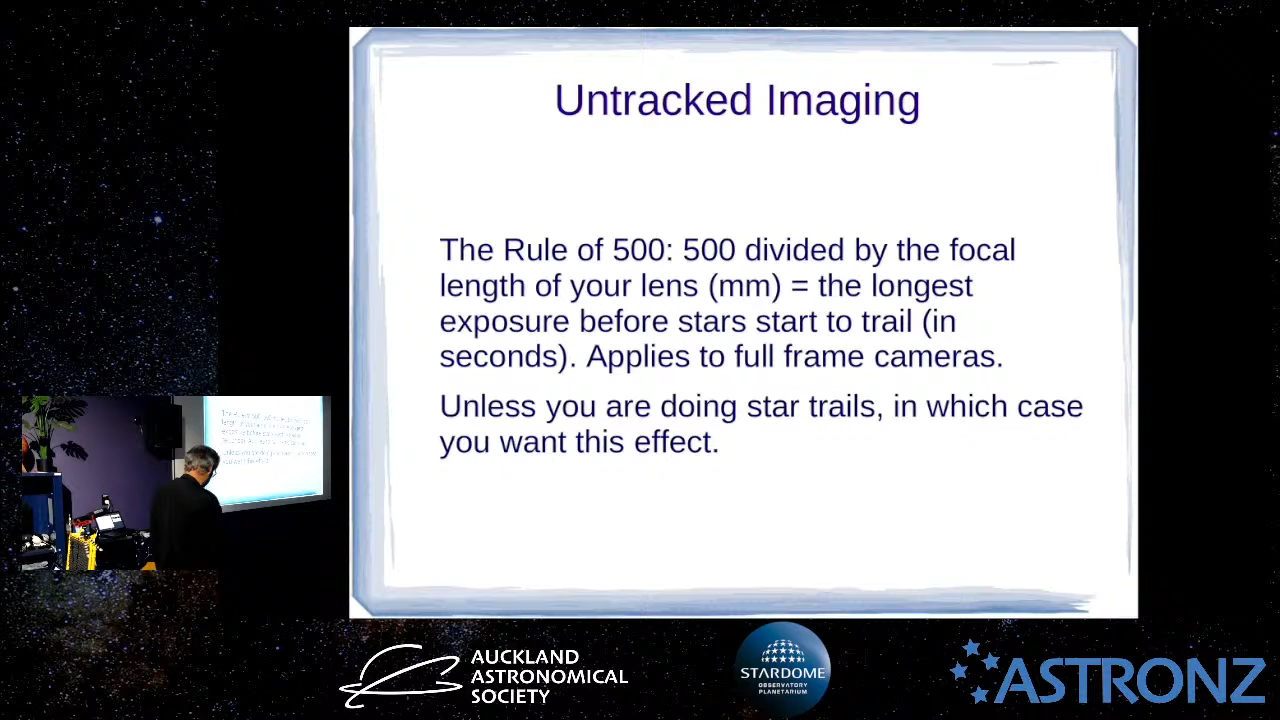 Untracked Imaging
The Rule of 500: 500 divided by the focal
length of your lens (mm) = the longest
exposure before stars start to trail (in
seconds). Applies to full frame cameras.
Unless you are doing star trails, in which case
you want this effect.
AUCKLAND
ASTRONOMICAL
SOCIETY
STARDOME
OBSERVATORY
PLANETARIUM
ASTRONZ